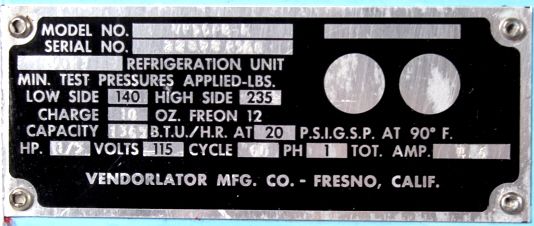 MODEL NO.
SERIAL NO.
REFRIGERATION UNIT
MIN. TEST PRESSURES APPLIED-LBS.
LOW SIDE 140 HIGH SIDE 235
CHARGE 10 OZ. FREON 12
CAPACITY 1365 B.T.U./HR. AT 20 P.S.I.G.S.P. AT 90° F.
HP. 1/3 VOLTS 115 CYCLE 60 PH 1 TOT. AMP.
VENDORLATOR MFG. CO. - FRESNO, CALIF.